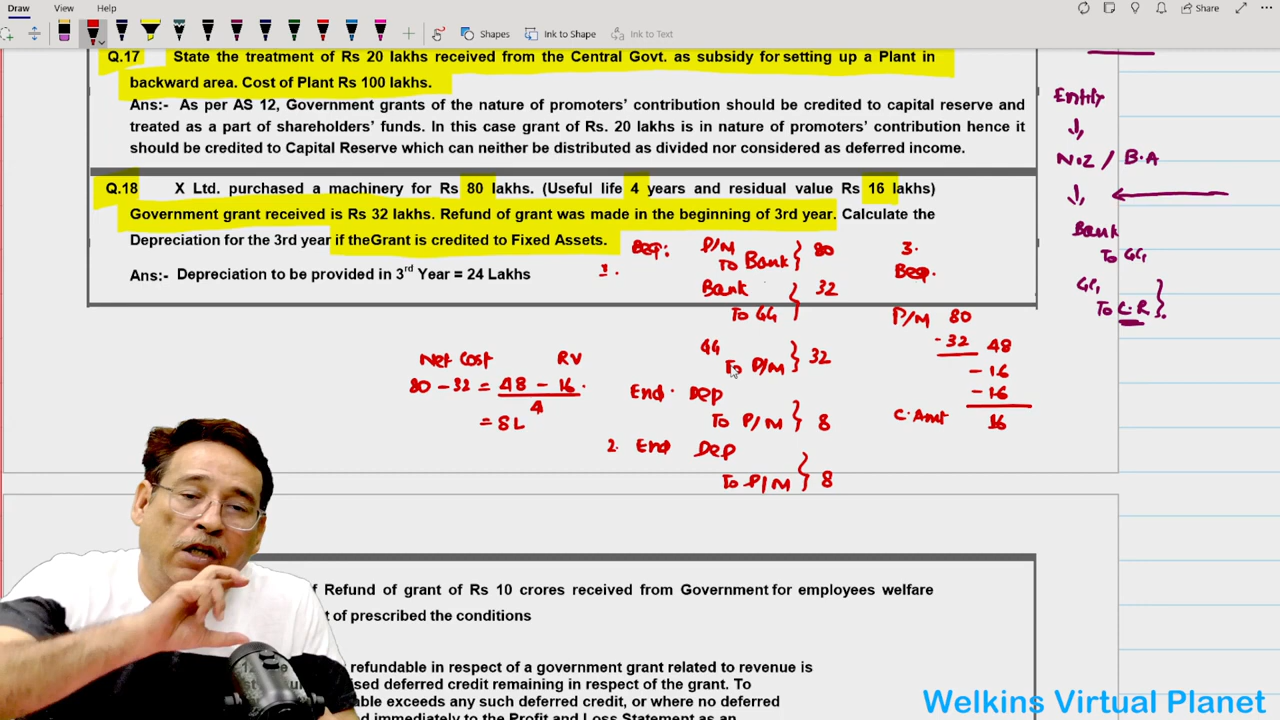 Draw View Help
Shapes Ink to Shape Ink to Text Share
Q.17 State the treatment of Rs 20 lakhs received from the Central Govt. as subsidy for setting up a Plant in
backward area. Cost of Plant Rs 100 lakhs.
Ans:- As per AS 12, Government grants of the nature of promoters' contribution should be credited to capital reserve and
treated as a part of shareholders' funds. In this case grant of Rs. 20 lakhs is in nature of promoters' contribution hence it
should be credited to Capital Reserve which can neither be distributed as divided nor considered as deferred income.
Q.18 X Ltd. purchased a machinery for Rs 80 lakhs. (Useful life 4 years and residual value Rs 16 lakhs)
Government grant received is Rs 32 lakhs. Refund of grant was made in the beginning of 3rd year. Calculate the
Depreciation for the 3rd year if theGrant is credited to Fixed Assets.
Ans:- Depreciation to be provided in 3rd Year = 24 Lakhs
1. Beg: P/M
To Bank } 80
Bank
To GG } 32
GG
To P/M } 32
End. Dep
To P/M } 8
2. End Dep
To P/M } 8
Net Cost RV
80 - 32 = 48 - 16
4
= 8L
3.
Beg.
P/M 80
-32 48
-16
-16
C. Amt 16
Entity
N.Z / B.A
Bank
To GG
GG
To C.R }
Refund of grant of Rs 10 crores received from Government for employees welfare
of prescribed the conditions
refundable in respect of a government grant related to revenue is
deferred credit remaining in respect of the grant. To
exceeds any such deferred credit, or where no deferred
immediately to the Profit and Loss Statement as an
Welkins Virtual Planet